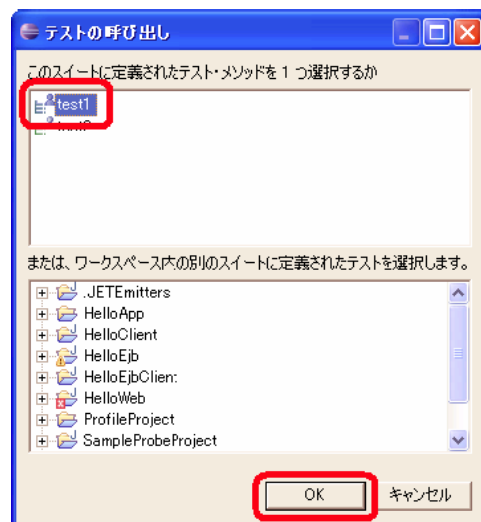 テストの呼び出し
このスイートに定義されたテスト・メソッドを 1 つ選択するか
test1
または、ワークスペース内の別のスイートに定義されたテストを選択します。
.JETEmitters
HelloApp
HelloClient
HelloEjb
HelloEjbClien:
HelloWeb
ProfileProject
SampleProbeProject
OK
キャンセル